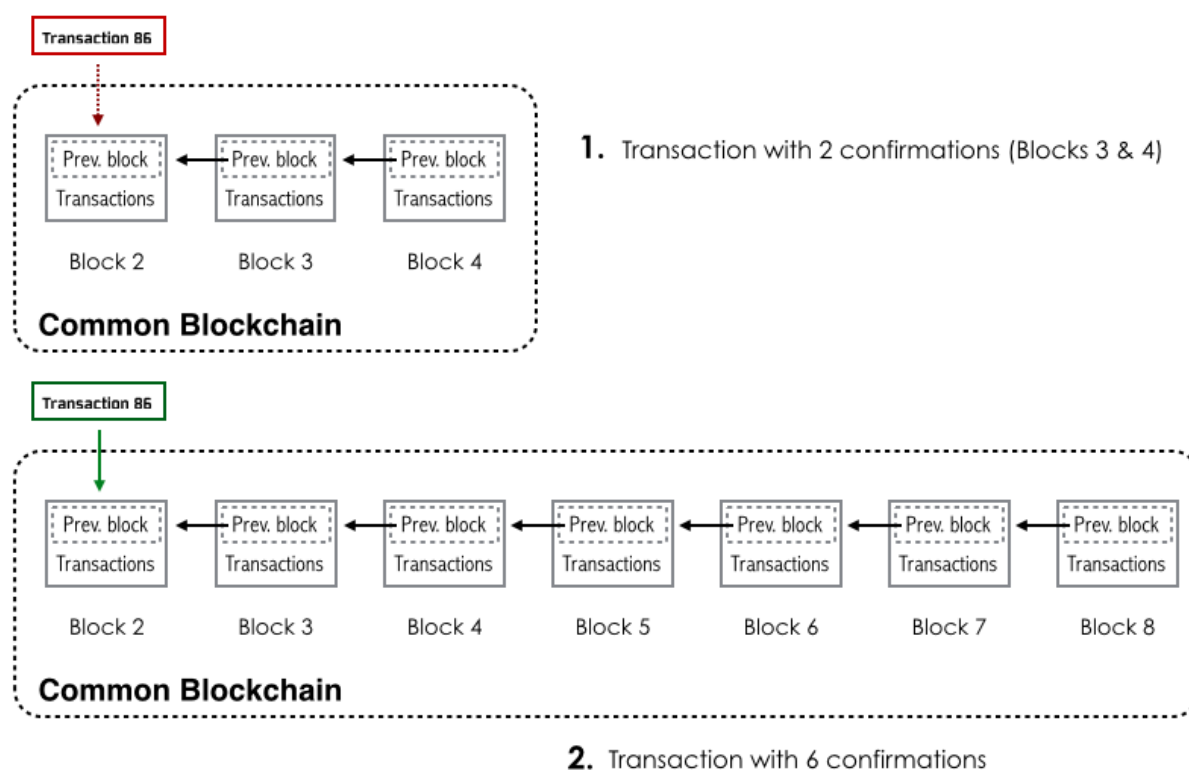 Transaction 86
Prev. block Prev. block Prev. block
Transactions Transactions Transactions
Block 2 Block 3 Block 4
Common Blockchain
1. Transaction with 2 confirmations (Blocks 3 & 4)
Transaction 86
Prev. block Prev. block Prev. block Prev. block Prev. block Prev. block Prev. block
Transactions Transactions Transactions Transactions Transactions Transactions Transactions
Block 2 Block 3 Block 4 Block 5 Block 6 Block 7 Block 8
Common Blockchain
2. Transaction with 6 confirmations